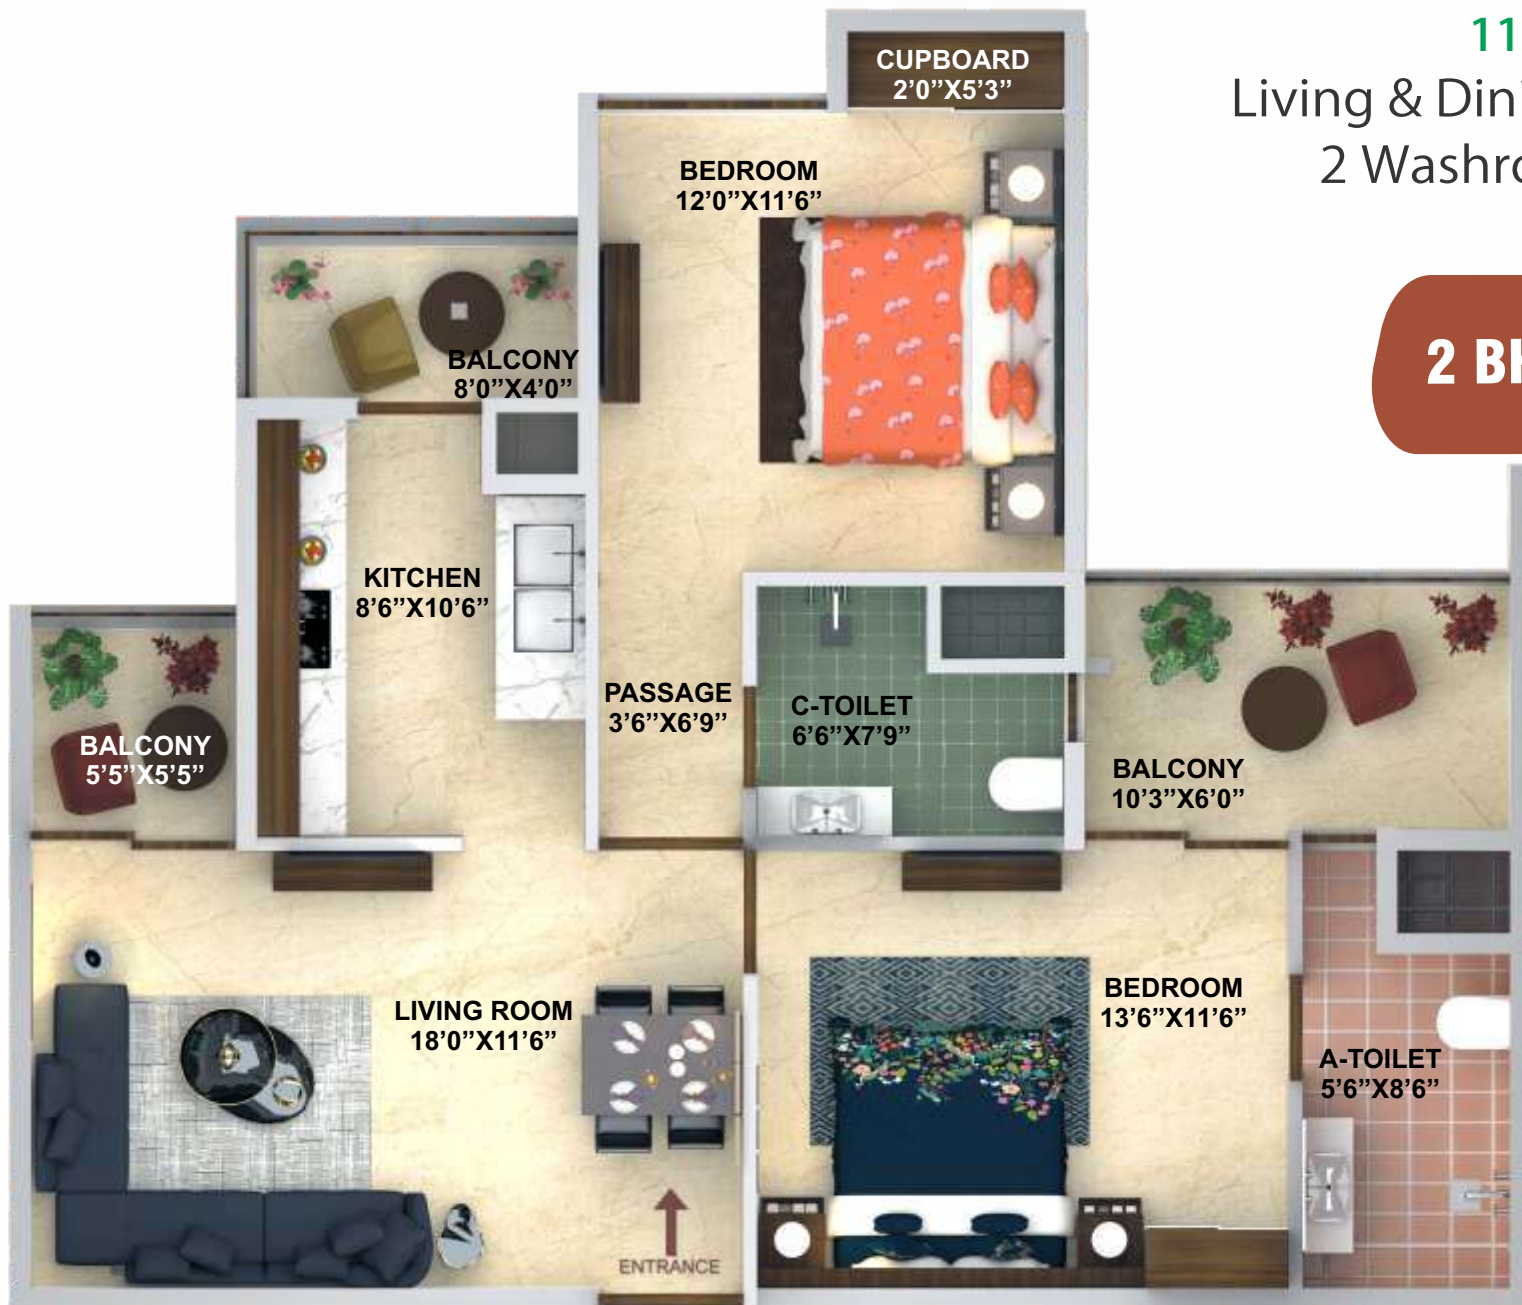 11
Living & Din
2 Washro
2 BH
CUPBOARD
2’0”X5’3”
BEDROOM
12’0”X11’6”
BALCONY
8’0”X4’0”
KITCHEN
8’6”X10’6”
PASSAGE
3’6”X6’9”
C-TOILET
6’6”X7’9”
BALCONY
5’5”X5’5”
BALCONY
10’3”X6’0”
LIVING ROOM
18’0”X11’6”
BEDROOM
13’6”X11’6”
A-TOILET
5’6”X8’6”
ENTRANCE